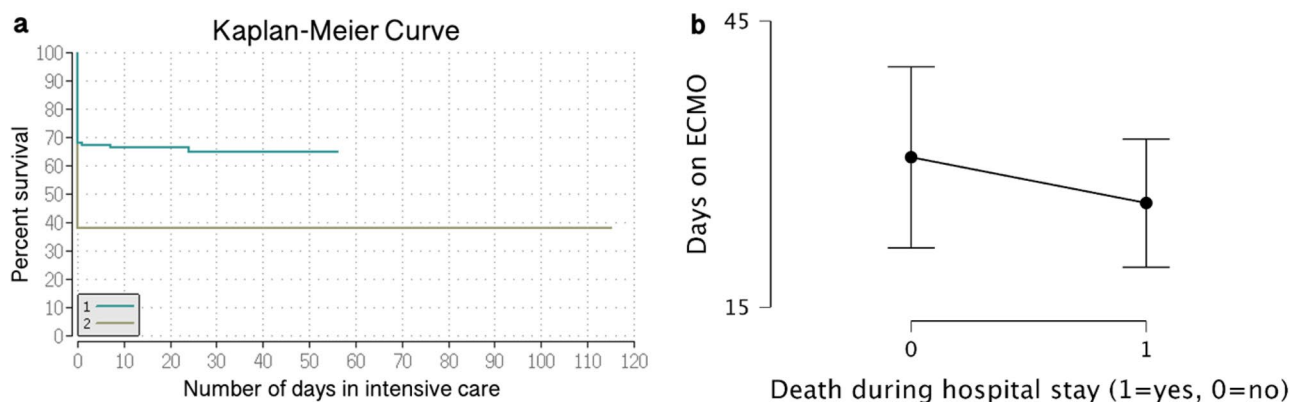 a
Kaplan-Meier Curve
Percent survival
100
90
80
70
60
50
40
30
20
10
0
1
2
0 10 20 30 40 50 60 70 80 90 100 110 120
Number of days in intensive care
b
Days on ECMO
45
15
0 1
Death during hospital stay (1=yes, 0=no)